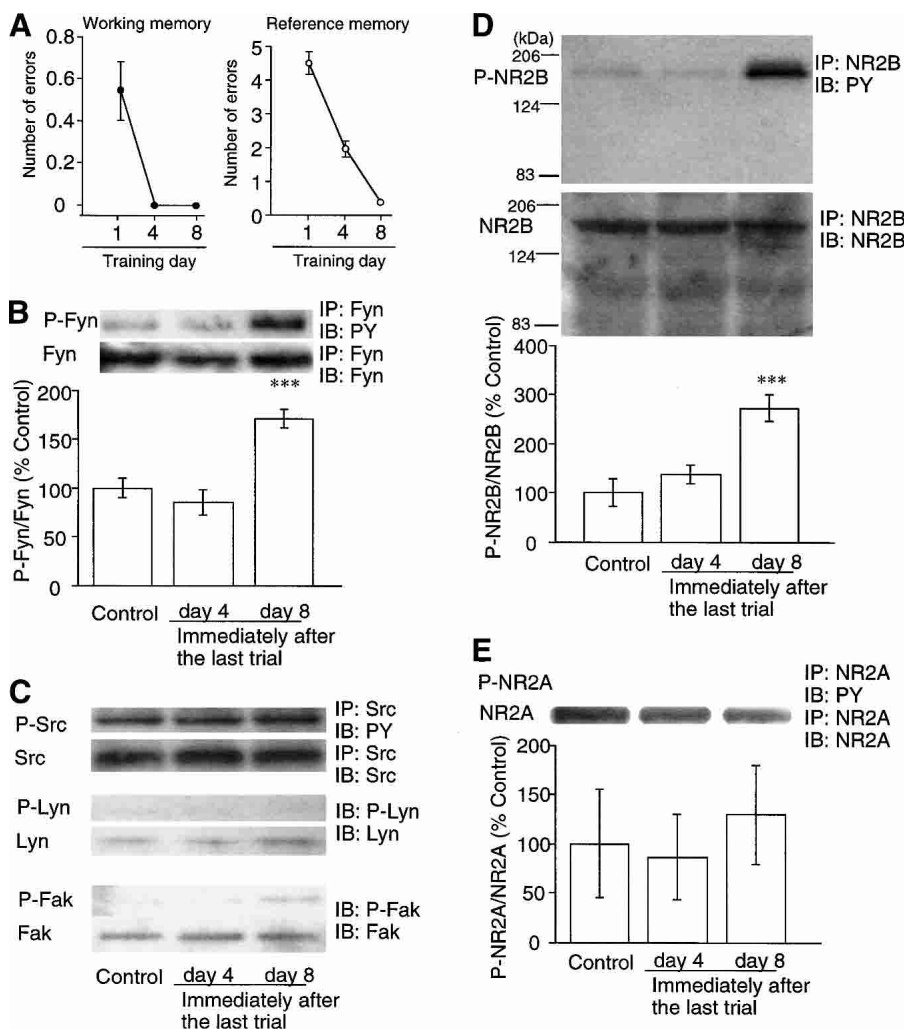 A
Working memory
Number of errors
0.8
0.6
0.4
0.2
0
1 4 8
Training day
Reference memory
Number of errors
5
4
3
2
1
0
1 4 8
Training day
B
P-Fyn
IP: Fyn
IB: PY
Fyn
IP: Fyn
IB: Fyn
P-Fyn/Fyn (% Control)
200
150
100
50
0
***
Control
day 4 day 8
Immediately after
the last trial
C
P-Src
IP: Src
IB: PY
Src
IP: Src
IB: Src
P-Lyn
IB: P-Lyn
Lyn
IB: Lyn
P-Fak
IB: P-Fak
Fak
IB: Fak
Control
day 4 day 8
Immediately after
the last trial
D
(kDa)
206
P-NR2B
124
83
IP: NR2B
IB: PY
206
NR2B
124
83
IP: NR2B
IB: NR2B
P-NR2B/NR2B (% Control)
400
300
200
100
0
***
Control
day 4 day 8
Immediately after
the last trial
E
P-NR2A
IP: NR2A
IB: PY
NR2A
IP: NR2A
IB: NR2A
P-NR2A/NR2A (% Control)
200
150
100
50
0
Control
day 4 day 8
Immediately after
the last trial